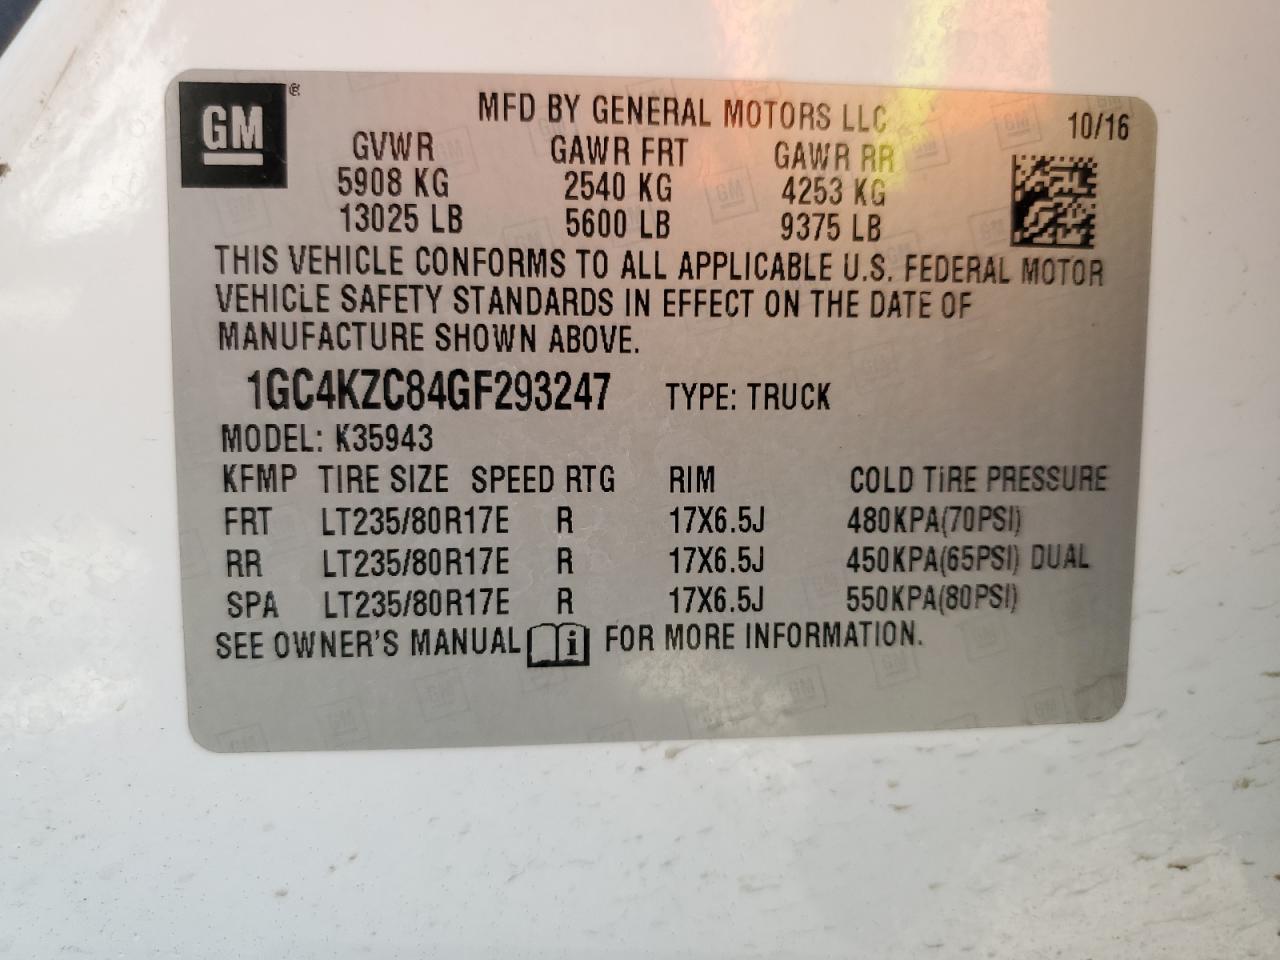 GM ®
MFD BY GENERAL MOTORS LLC 10/16
GVWR GAWR FRT GAWR RR
5908 KG 2540 KG 4253 KG
13025 LB 5600 LB 9375 LB
THIS VEHICLE CONFORMS TO ALL APPLICABLE U.S. FEDERAL MOTOR
VEHICLE SAFETY STANDARDS IN EFFECT ON THE DATE OF
MANUFACTURE SHOWN ABOVE.
1GC4KZC84GF293247 TYPE: TRUCK
MODEL: K35943
KFMP TIRE SIZE SPEED RTG RIM COLD TIRE PRESSURE
FRT LT235/80R17E R 17X6.5J 480KPA(70PSI)
RR LT235/80R17E R 17X6.5J 450KPA(65PSI) DUAL
SPA LT235/80R17E R 17X6.5J 550KPA(80PSI)
SEE OWNER'S MANUAL i FOR MORE INFORMATION.